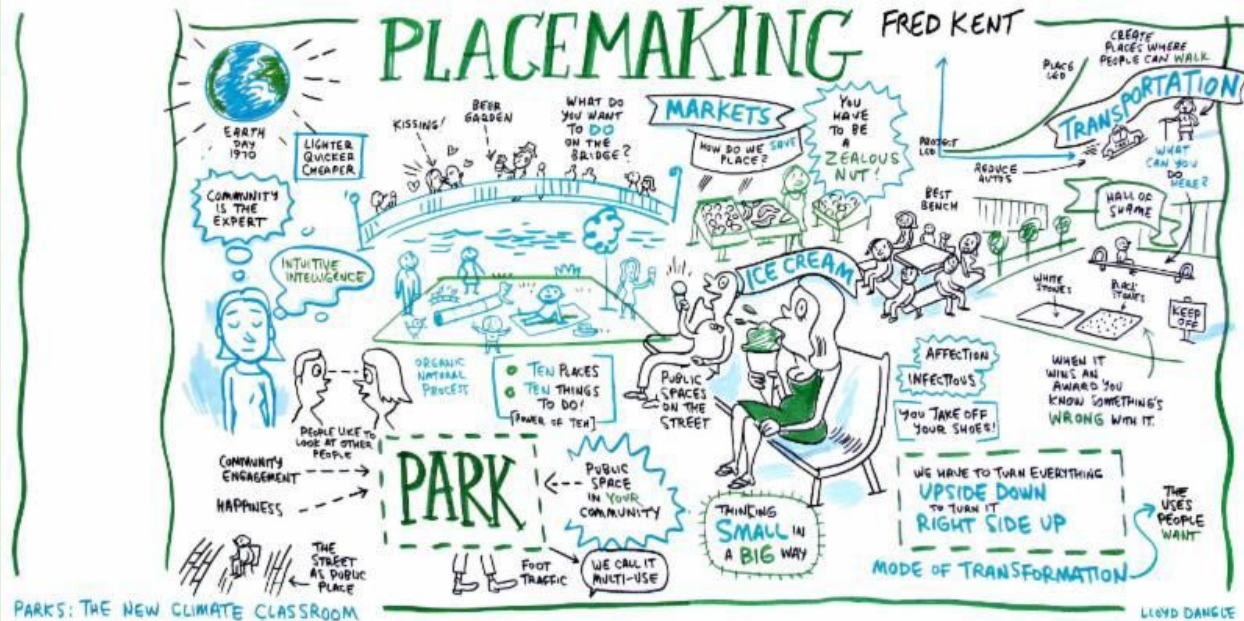 PLACEMAKING
FRED KENT
EARTH
DAY
1970
LIGHTER
QUICKER
CHEAPER
COMMUNITY
IS THE
EXPERT
INTUITIVE
INTELLIGENCE
KISSING!
BEER
GARDEN
WHAT DO
YOU WANT
TO DO
ON THE
BRIDGE?
MARKETS
HOW DO WE SAVE
PLACE?
YOU
HAVE
TO BE
A
ZEALOUS
NUT!
PLACE
LED
PROJECT
LED
REDUCE
AUTOS
CREATE
PLACES WHERE
PEOPLE CAN WALK
TRANSPORTATION
WHAT
CAN YOU
DO
HERE?
BEST
BENCH
HALL OF
SHAME
WHITE
STONES
BLACK
STONES
KEEP
OFF
WHEN IT
WINS AN
AWARD YOU
KNOW SOMETHING'S
WRONG WITH IT.
ICE CREAM
PUBLIC
SPACES
ON THE
STREET
AFFECTION
INFECTIOUS
YOU TAKE OFF
YOUR SHOES!
ORGANIC
NATURAL
PROCESS
TEN PLACES
TEN THINGS
TO DO!
[POWER OF TEN]
PEOPLE LIKE TO
LOOK AT OTHER
PEOPLE
COMMUNITY
ENGAGEMENT
HAPPINESS
PARK
PUBLIC
SPACE
IN YOUR
COMMUNITY
THE
STREET
AS PUBLIC
PLACE
FOOT
TRAFFIC
WE CALL IT
MULTI-USE
THINKING
SMALL IN
A BIG WAY
WE HAVE TO TURN EVERYTHING
UPSIDE DOWN
TO TURN IT
RIGHT SIDE UP
MODE OF TRANSFORMATION
THE
USES
PEOPLE
WANT
PARKS: THE NEW CLIMATE CLASSROOM
LLOYD DANGLE